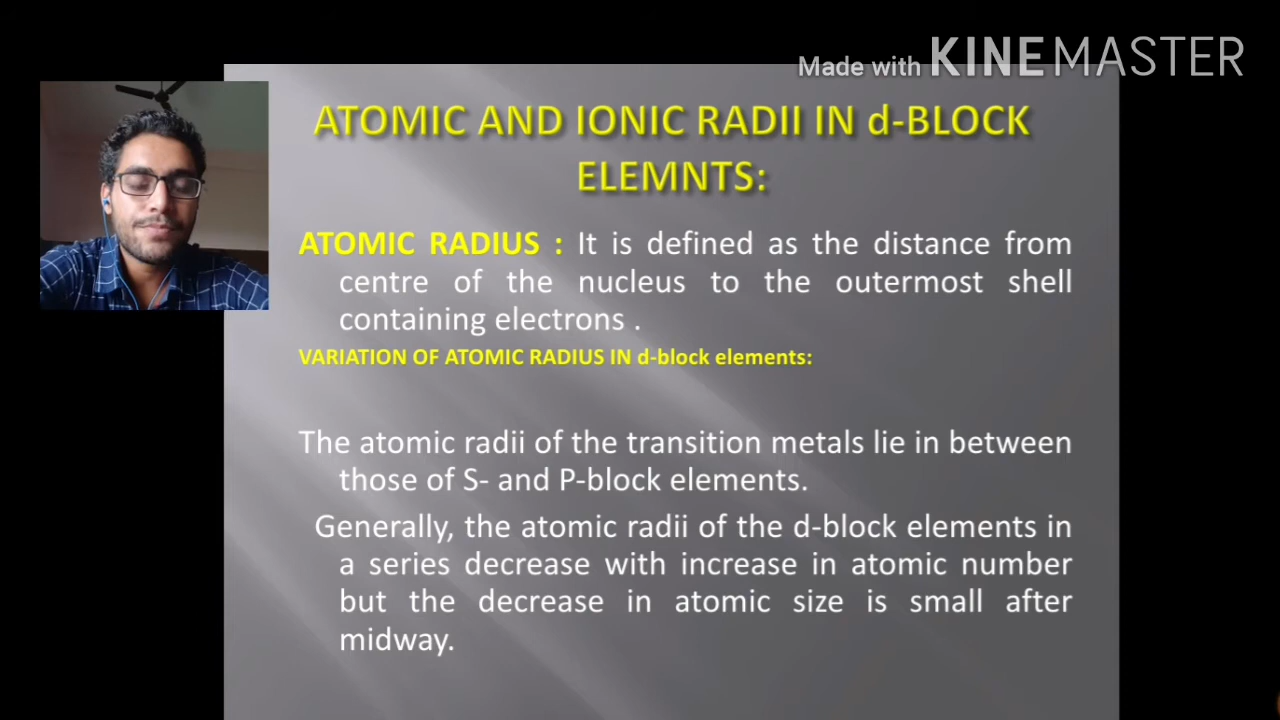 Made with KINEMASTER
ATOMIC AND IONIC RADII IN d-BLOCK
ELEMNTS:
ATOMIC RADIUS : It is defined as the distance from
centre of the nucleus to the outermost shell
containing electrons .
VARIATION OF ATOMIC RADIUS IN d-block elements:
The atomic radii of the transition metals lie in between
those of S- and P-block elements.
Generally, the atomic radii of the d-block elements in
a series decrease with increase in atomic number
but the decrease in atomic size is small after
midway.